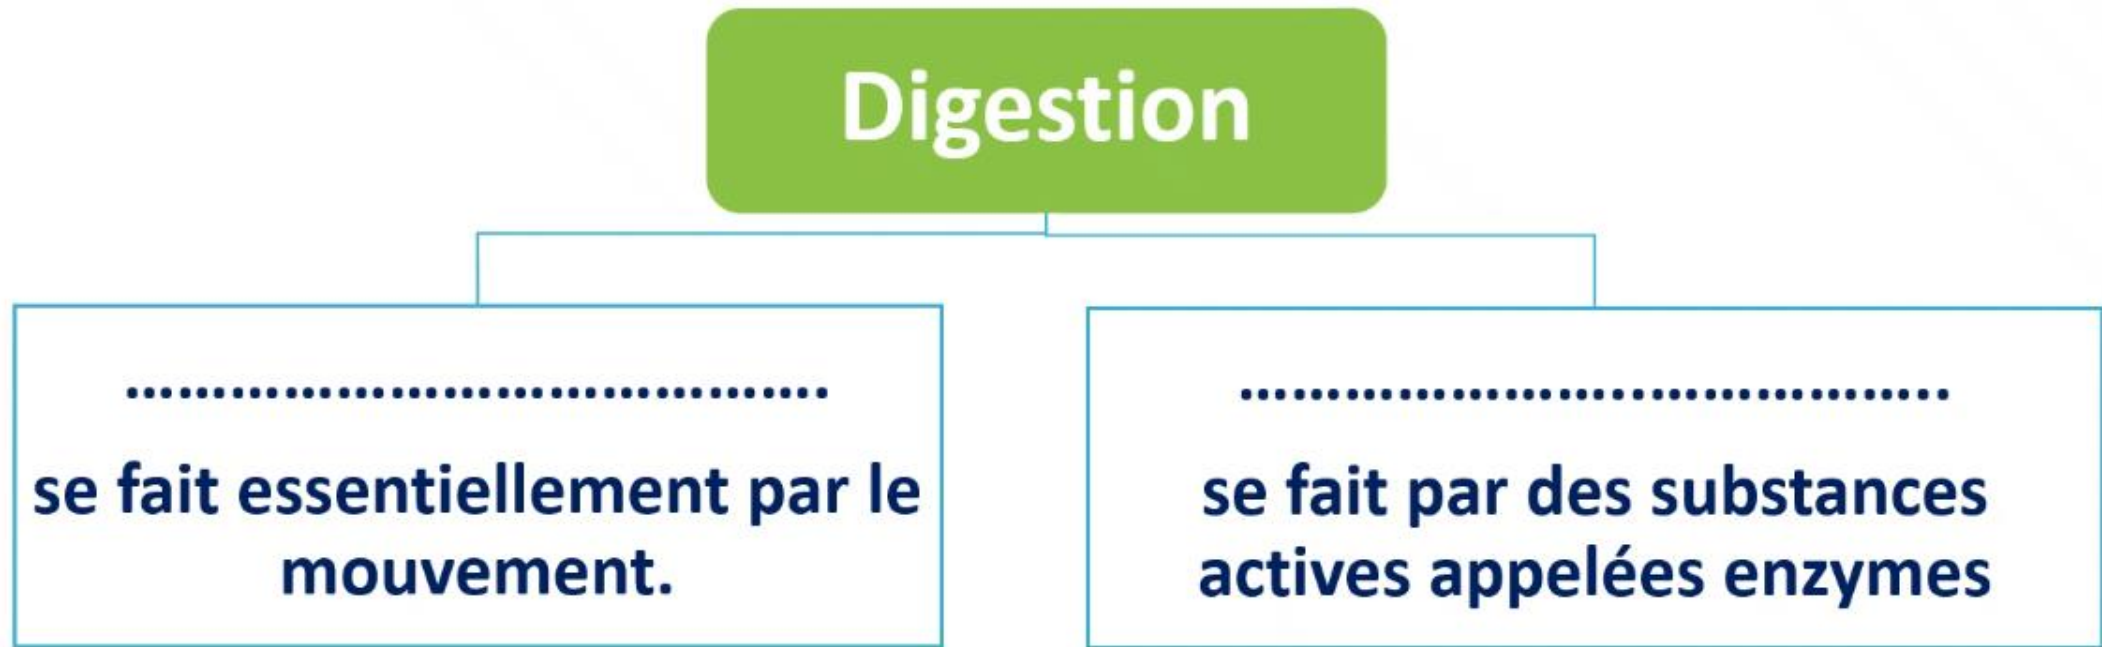 Digestion
............................................
se fait essentiellement par le
mouvement.
............................................
se fait par des substances
actives appelées enzymes